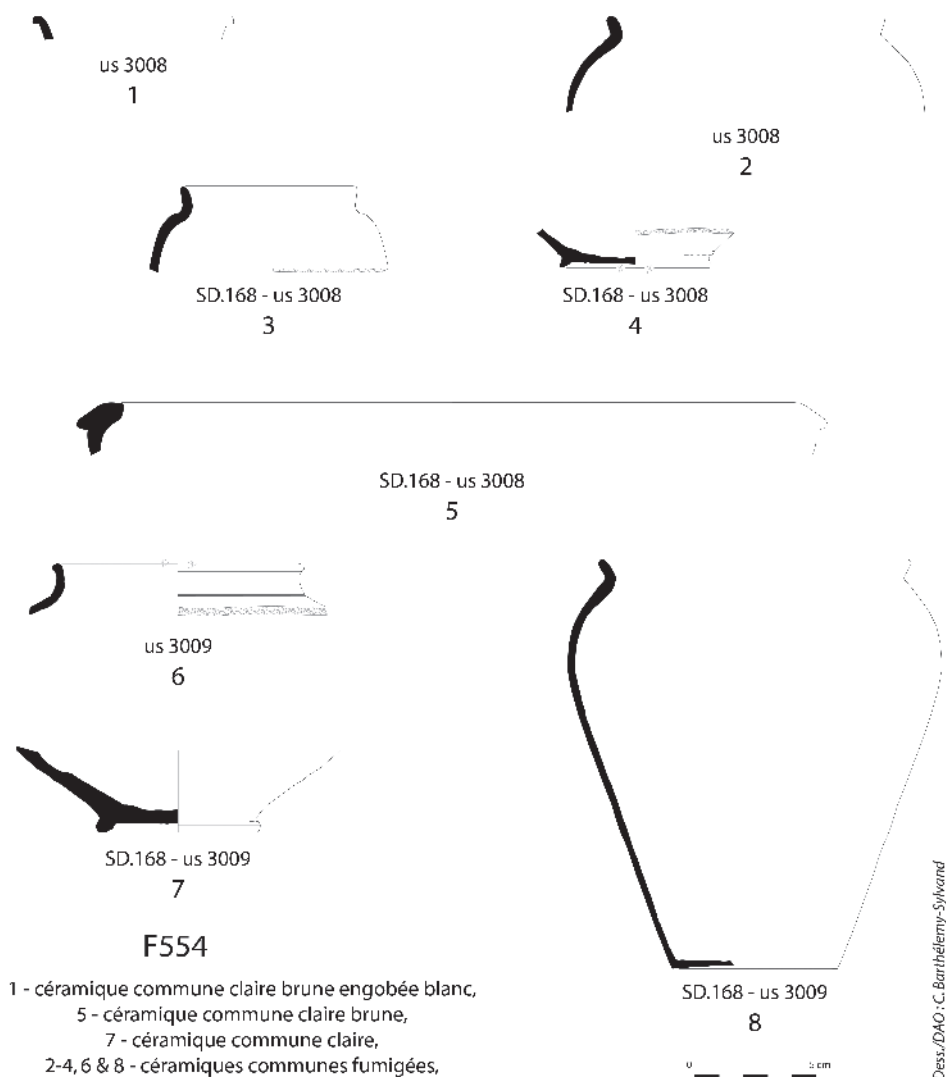 us 3008
1
us 3008
2
SD.168 - us 3008
3
SD.168 - us 3008
4
SD.168 - us 3008
5
us 3009
6
SD.168 - us 3009
7
SD.168 - us 3009
8
F554
1 - céramique commune claire brune engobée blanc,
5 - céramique commune claire brune,
7 - céramique commune claire,
2-4, 6 & 8 - céramiques communes fumigées,
0 5 cm
Dess./DAO : C. Barthélemy-Sylvand